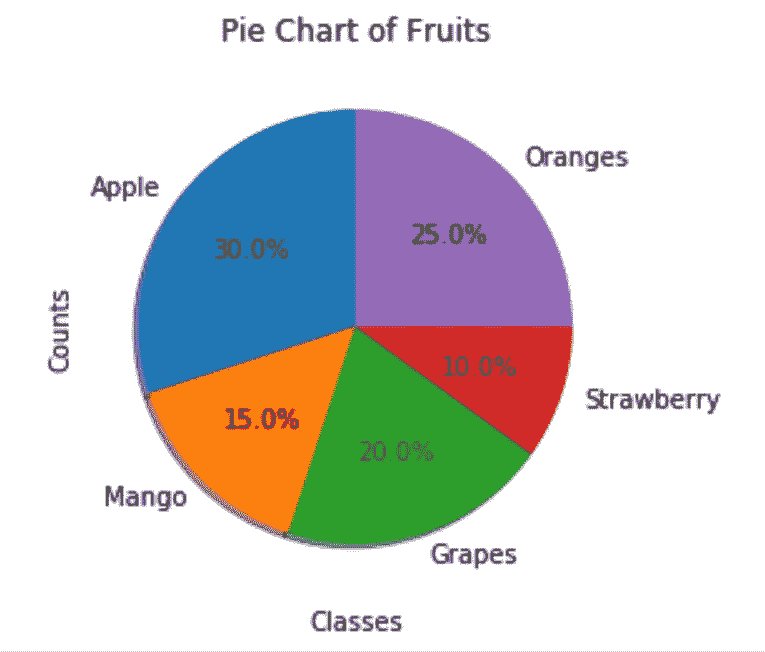 Pie Chart of Fruits
Oranges
Apple
25.0%
30.0%
Counts
10.0%
Strawberry
15.0%
20.0%
Mango
Grapes
Classes